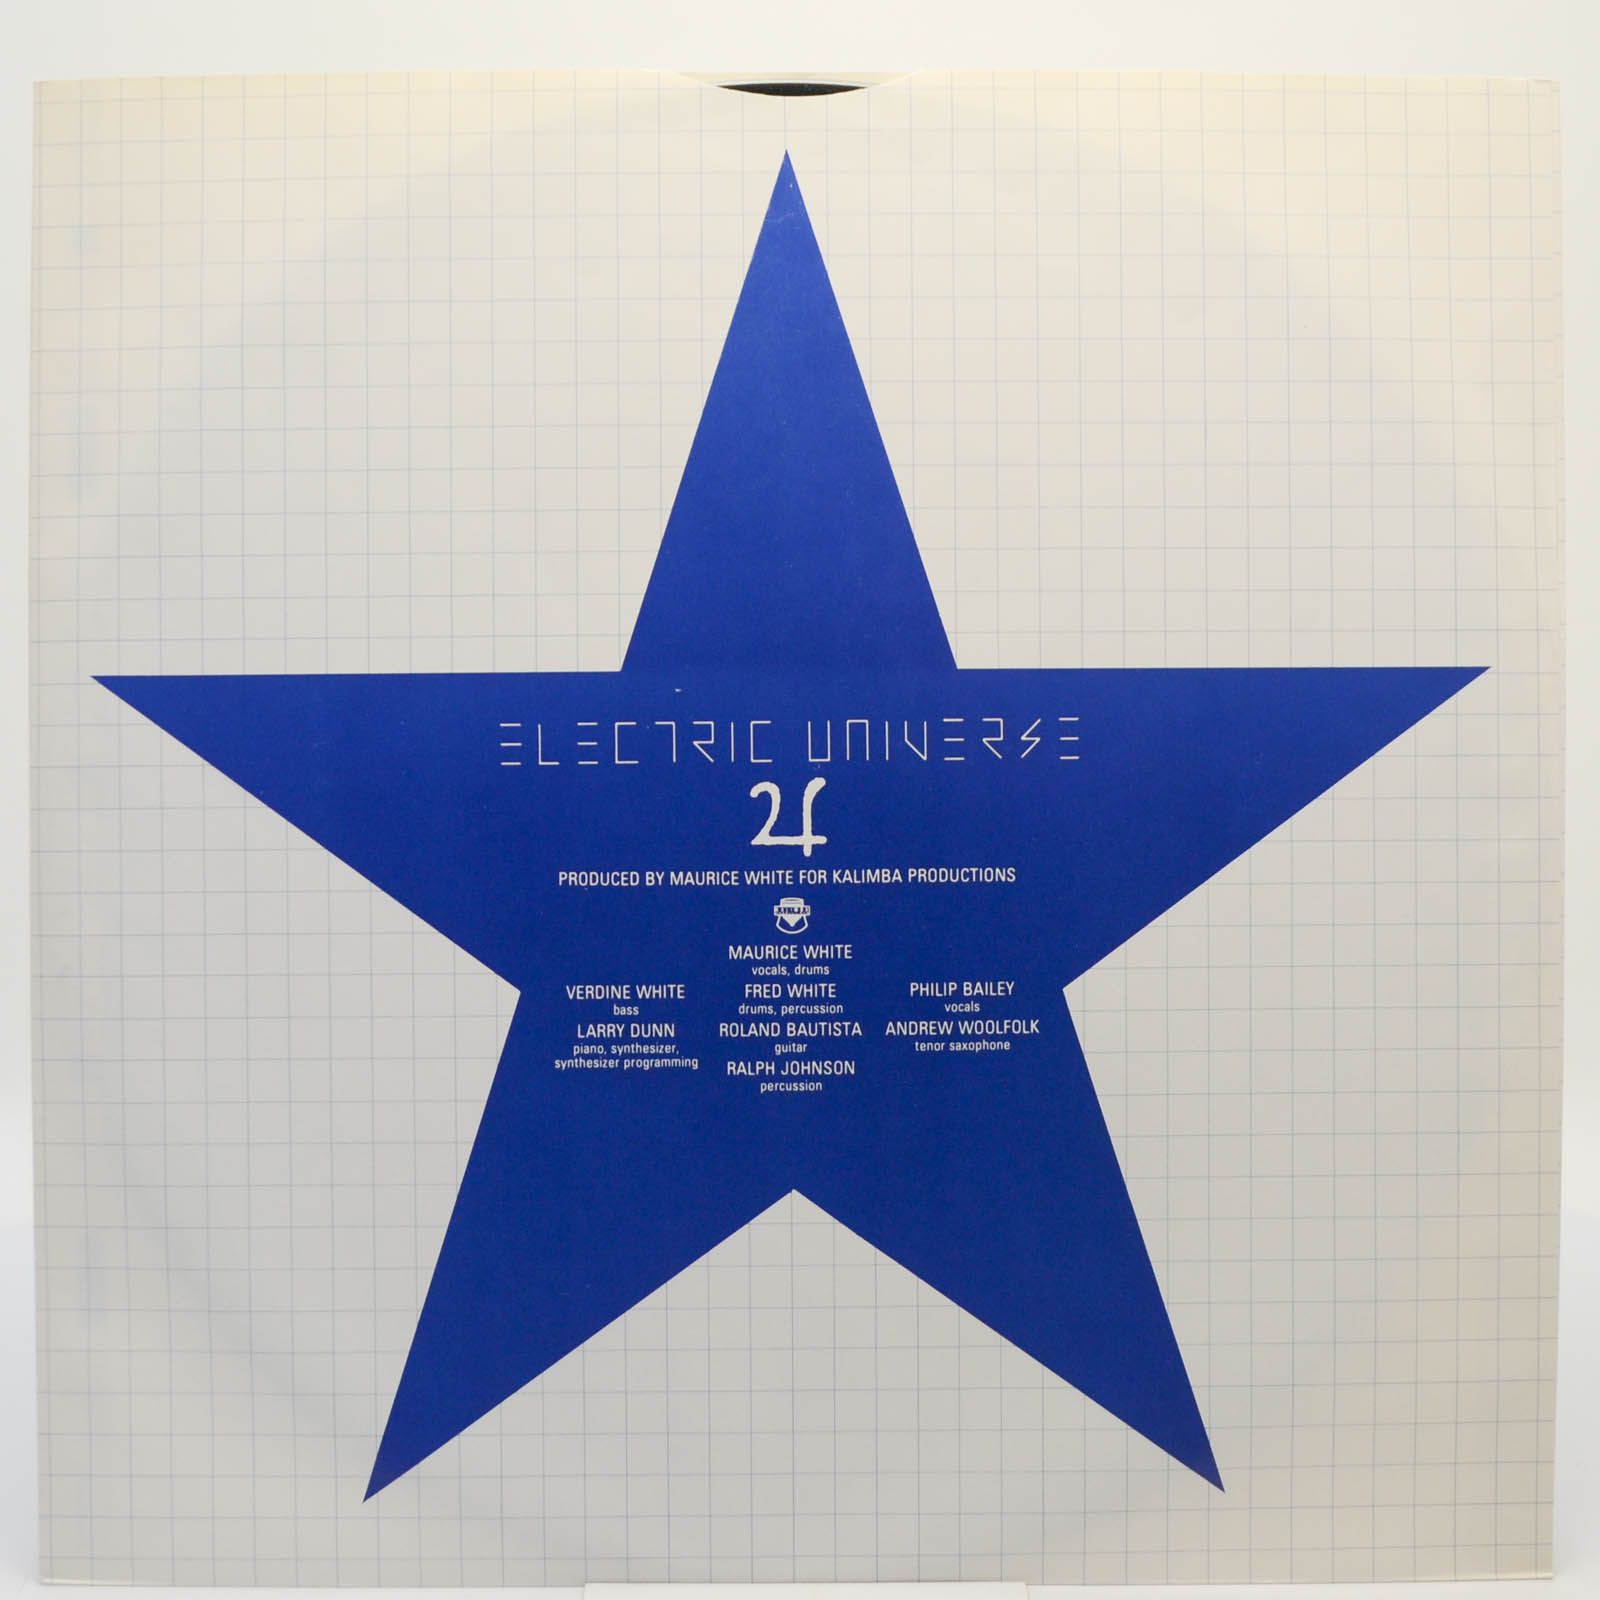 ELECTRIC UNIVERSE
♃
PRODUCED BY MAURICE WHITE FOR KALIMBA PRODUCTIONS
MAURICE WHITE
vocals, drums
VERDINE WHITE
bass
LARRY DUNN
piano, synthesizer,
synthesizer programming
FRED WHITE
drums, percussion
ROLAND BAUTISTA
guitar
RALPH JOHNSON
percussion
PHILIP BAILEY
vocals
ANDREW WOOLFOLK
tenor saxophone